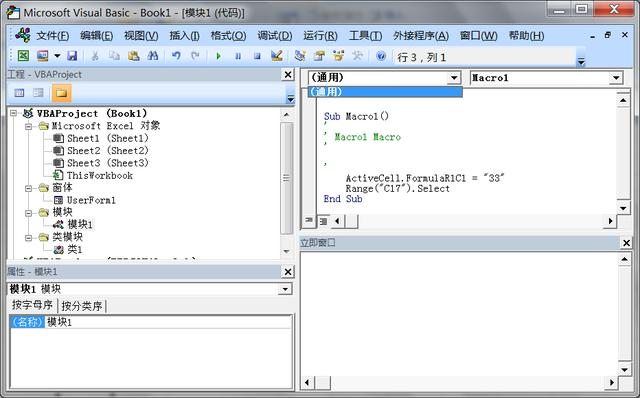 Microsoft Visual Basic - Book1 - [模块1 (代码)]
文件(F) 编辑(E) 视图(V) 插入(I) 格式(O) 调试(D) 运行(R) 工具(T) 外接程序(A) 窗口(W) 帮助(H)
行 3 , 列 1
工程 - VBAProject
VBAProject (Book1)
Microsoft Excel 对象
Sheet1 (Sheet1)
Sheet2 (Sheet2)
Sheet3 (Sheet3)
ThisWorkbook
窗体
UserForm1
模块
模块1
类模块
类1
属性 - 模块1
模块1 模块
按字母序 按分类序
(名称) 模块1
(通用) Macro1
(通用)
Sub Macro1()
'
' Macro1 Macro
'
'
ActiveCell.FormulaR1C1 = "33"
Range("C17").Select
End Sub
立即窗口